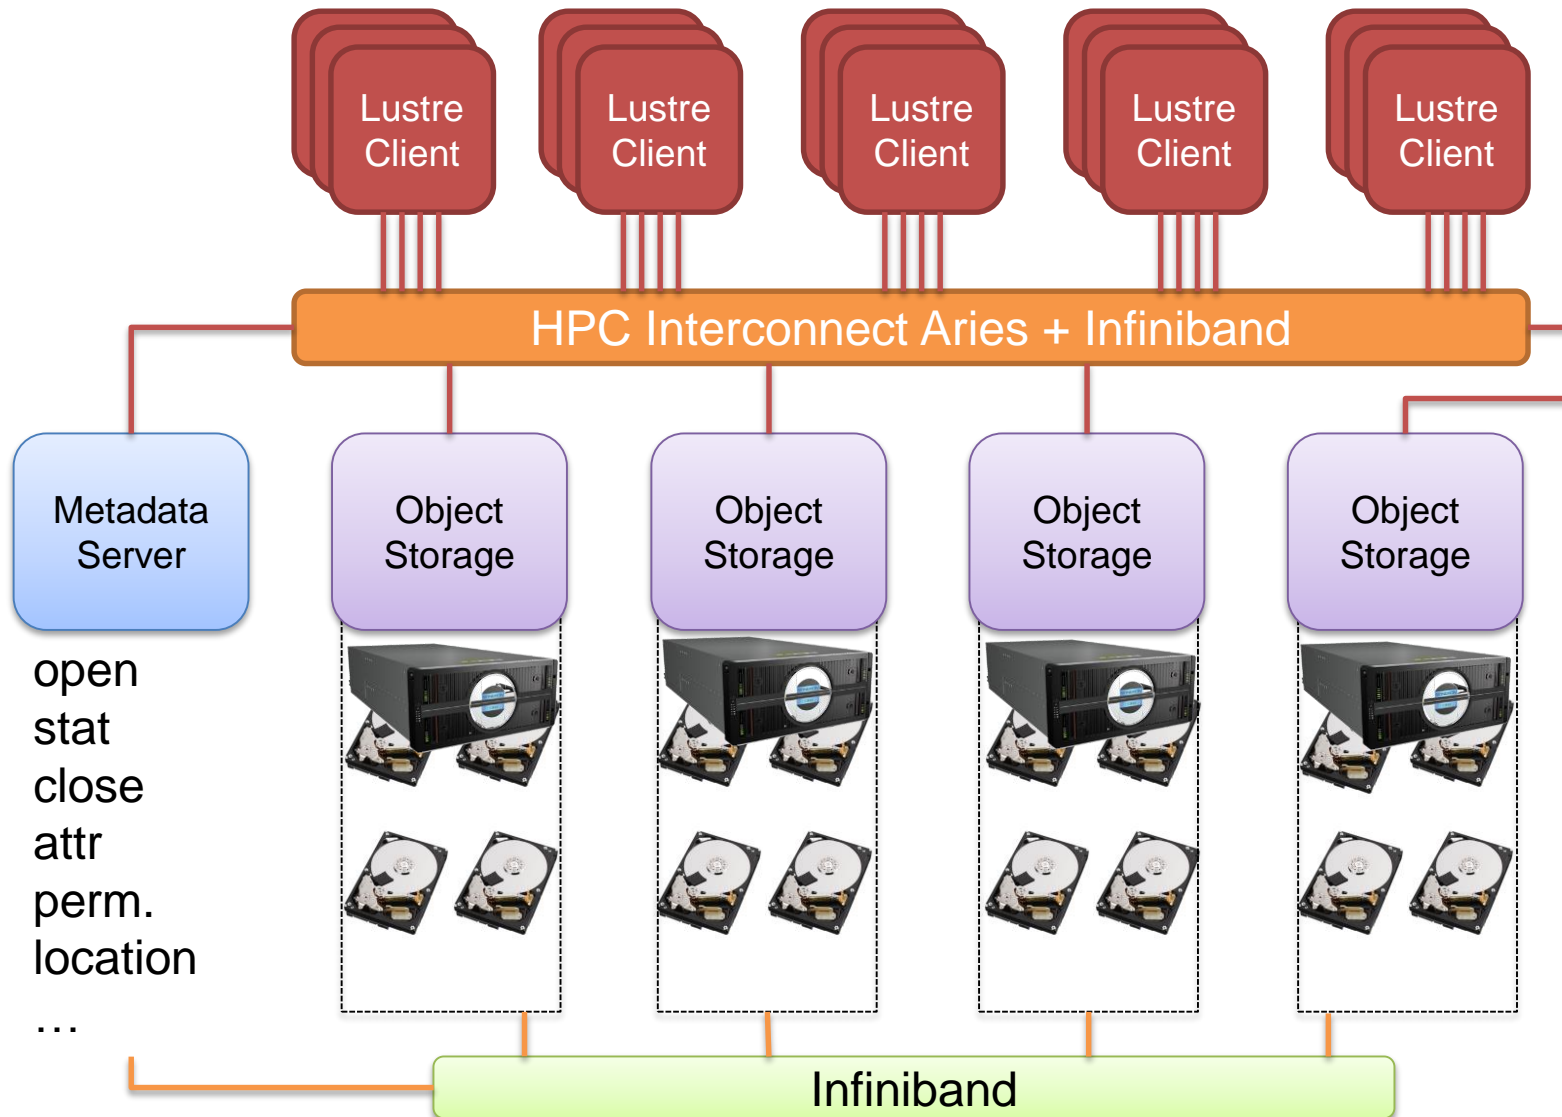 Lustre
Client
Lustre
Client
Lustre
Client
Lustre
Client
Lustre
Client
HPC Interconnect Aries + Infiniband
Metadata
Server
Object
Storage
Object
Storage
Object
Storage
Object
Storage
open
stat
close
attr
perm.
location
…
Infiniband